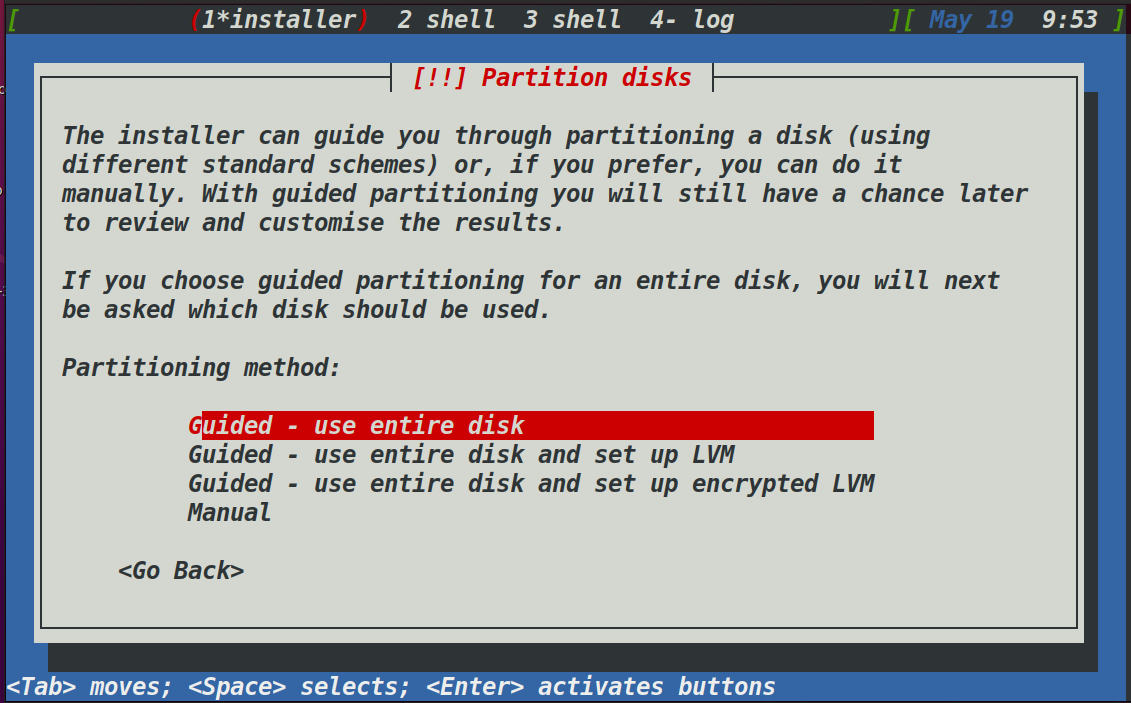 [ (1*installer) 2 shell 3 shell 4- log ][ May 19 9:53 ]
[!!] Partition disks
The installer can guide you through partitioning a disk (using
different standard schemes) or, if you prefer, you can do it
manually. With guided partitioning you will still have a chance later
to review and customise the results.
If you choose guided partitioning for an entire disk, you will next
be asked which disk should be used.
Partitioning method:
Guided - use entire disk
Guided - use entire disk and set up LVM
Guided - use entire disk and set up encrypted LVM
Manual
<Go Back>
<Tab> moves; <Space> selects; <Enter> activates buttons